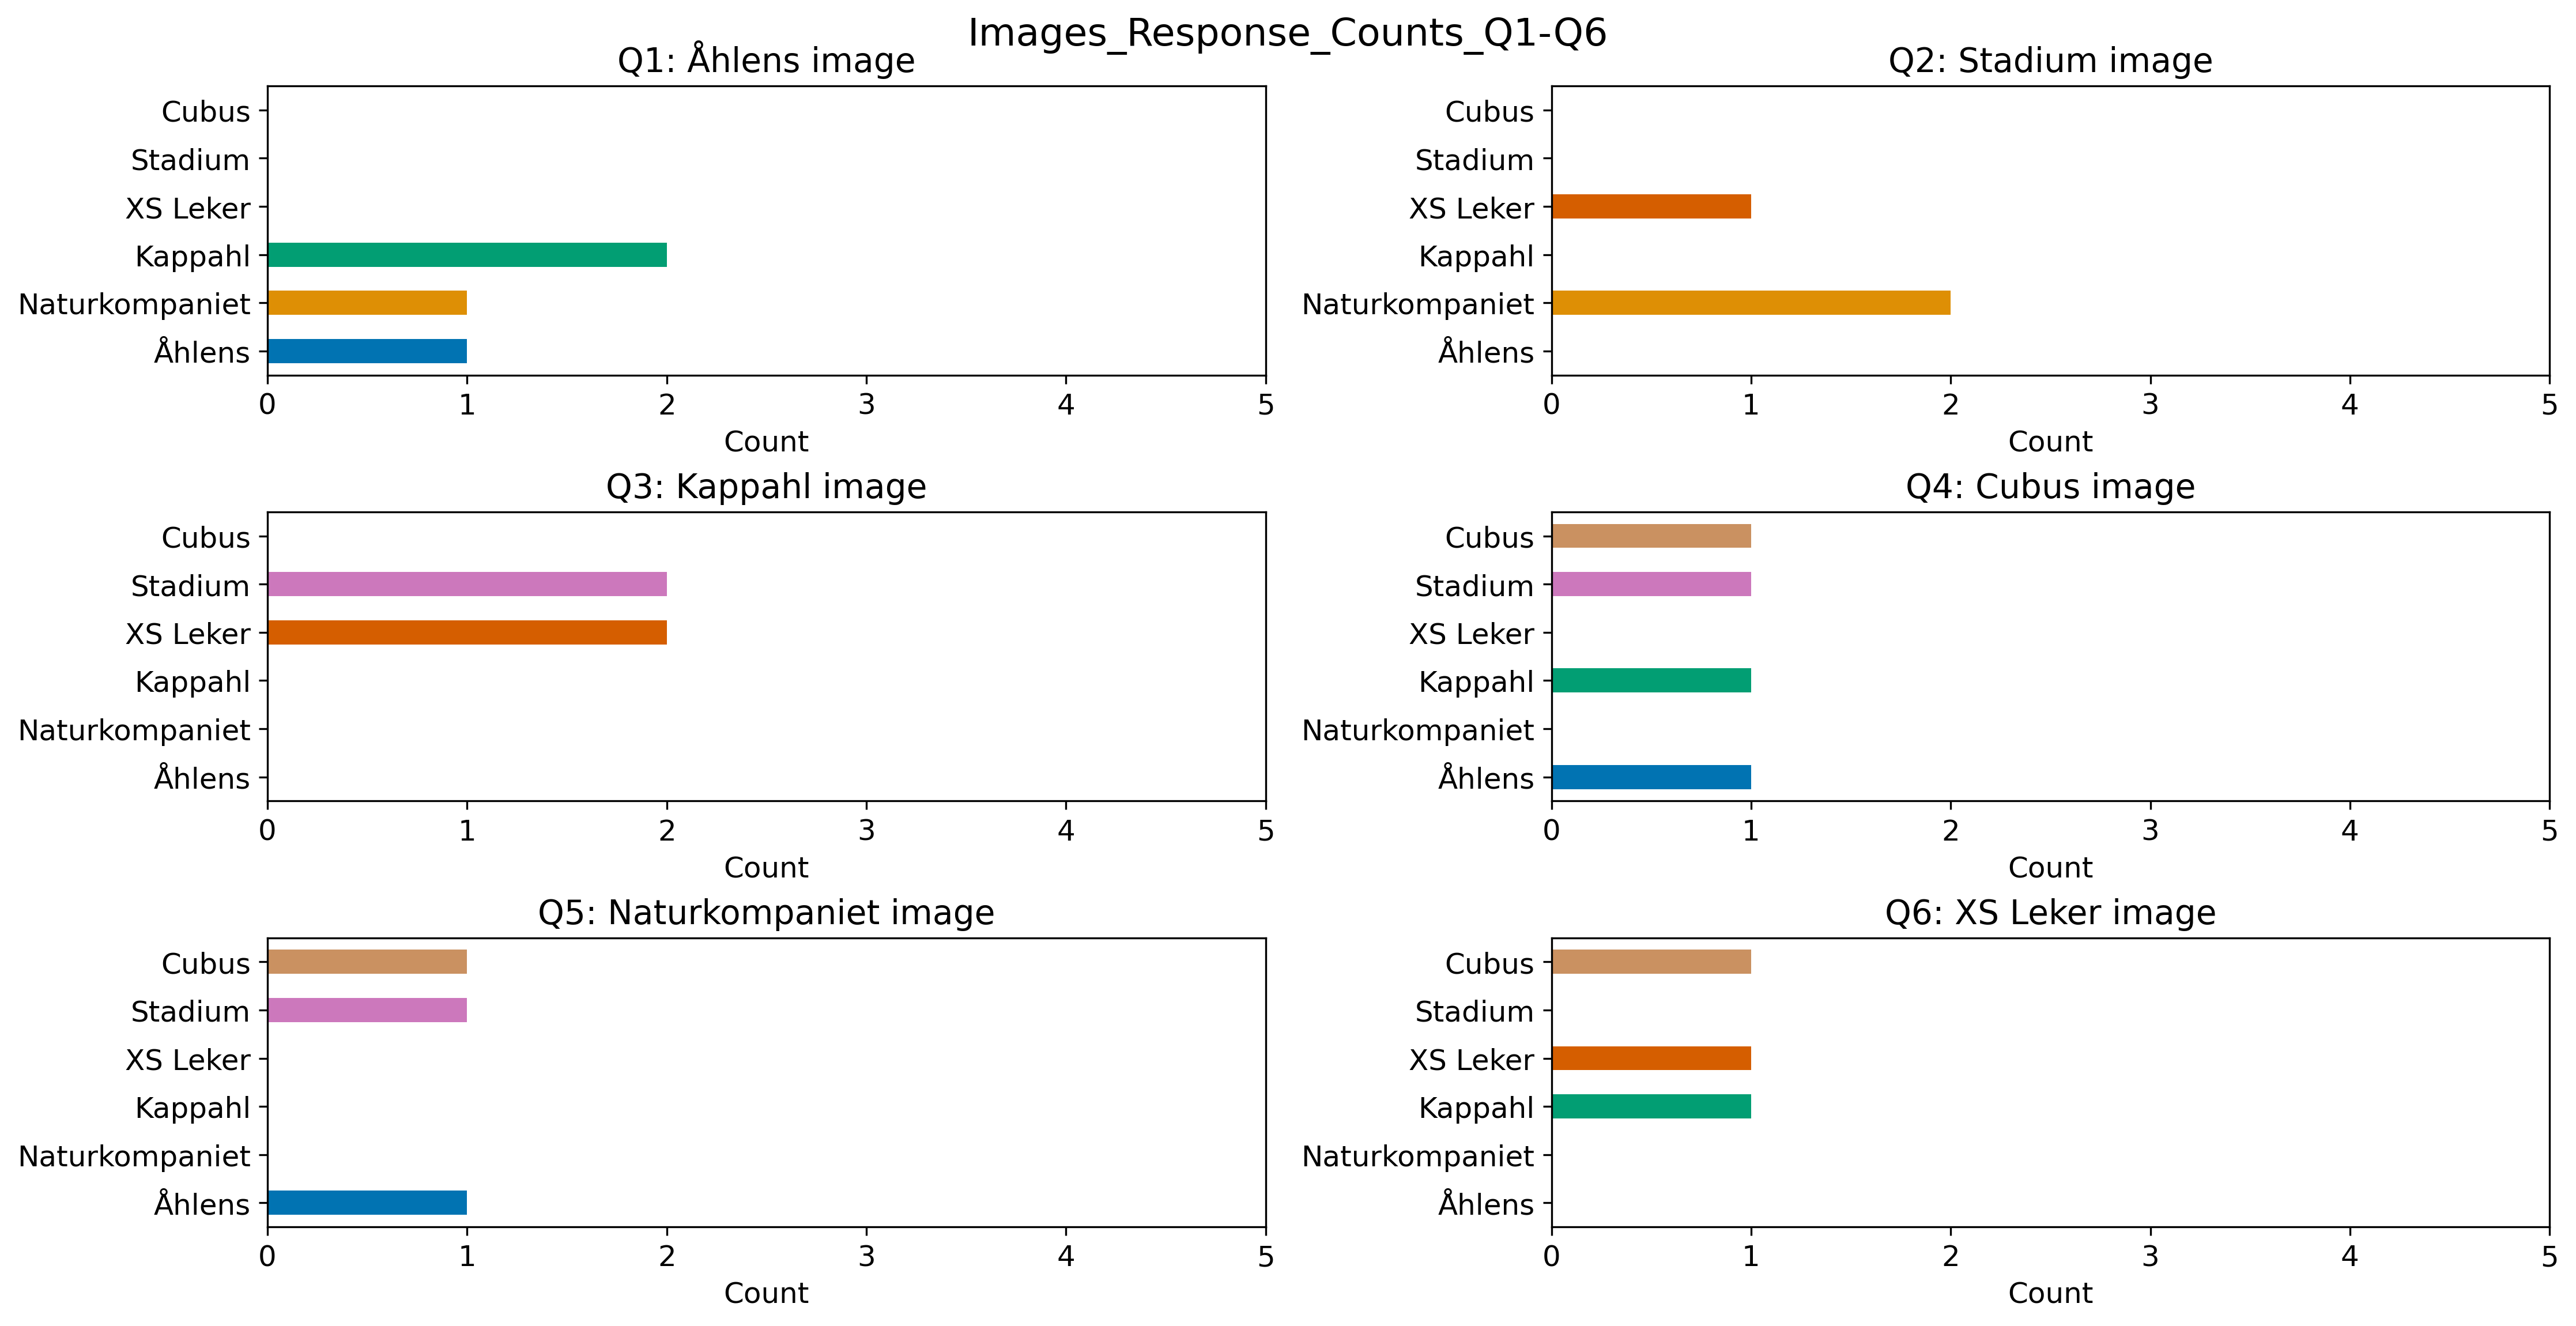 Images_Response_Counts_Q1-Q6
Q1: Åhlens image
Cubus
Stadium
XS Leker
Kappahl
Naturkompaniet
Åhlens
0 1 2 3 4 5
Count
Q2: Stadium image
Cubus
Stadium
XS Leker
Kappahl
Naturkompaniet
Åhlens
0 1 2 3 4 5
Count
Q3: Kappahl image
Cubus
Stadium
XS Leker
Kappahl
Naturkompaniet
Åhlens
0 1 2 3 4 5
Count
Q4: Cubus image
Cubus
Stadium
XS Leker
Kappahl
Naturkompaniet
Åhlens
0 1 2 3 4 5
Count
Q5: Naturkompaniet image
Cubus
Stadium
XS Leker
Kappahl
Naturkompaniet
Åhlens
0 1 2 3 4 5
Count
Q6: XS Leker image
Cubus
Stadium
XS Leker
Kappahl
Naturkompaniet
Åhlens
0 1 2 3 4 5
Count